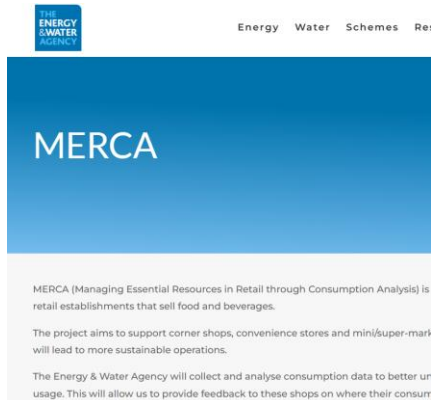 THE
ENERGY
&WATER
AGENCY
Energy Water Schemes Res
MERCA
MERCA (Managing Essential Resources in Retail through Consumption Analysis) is
retail establishments that sell food and beverages.
The project aims to support corner shops, convenience stores and mini/super-mark
will lead to more sustainable operations.
The Energy & Water Agency will collect and analyse consumption data to better un
usage. This will allow us to provide feedback to these shops on where their consum